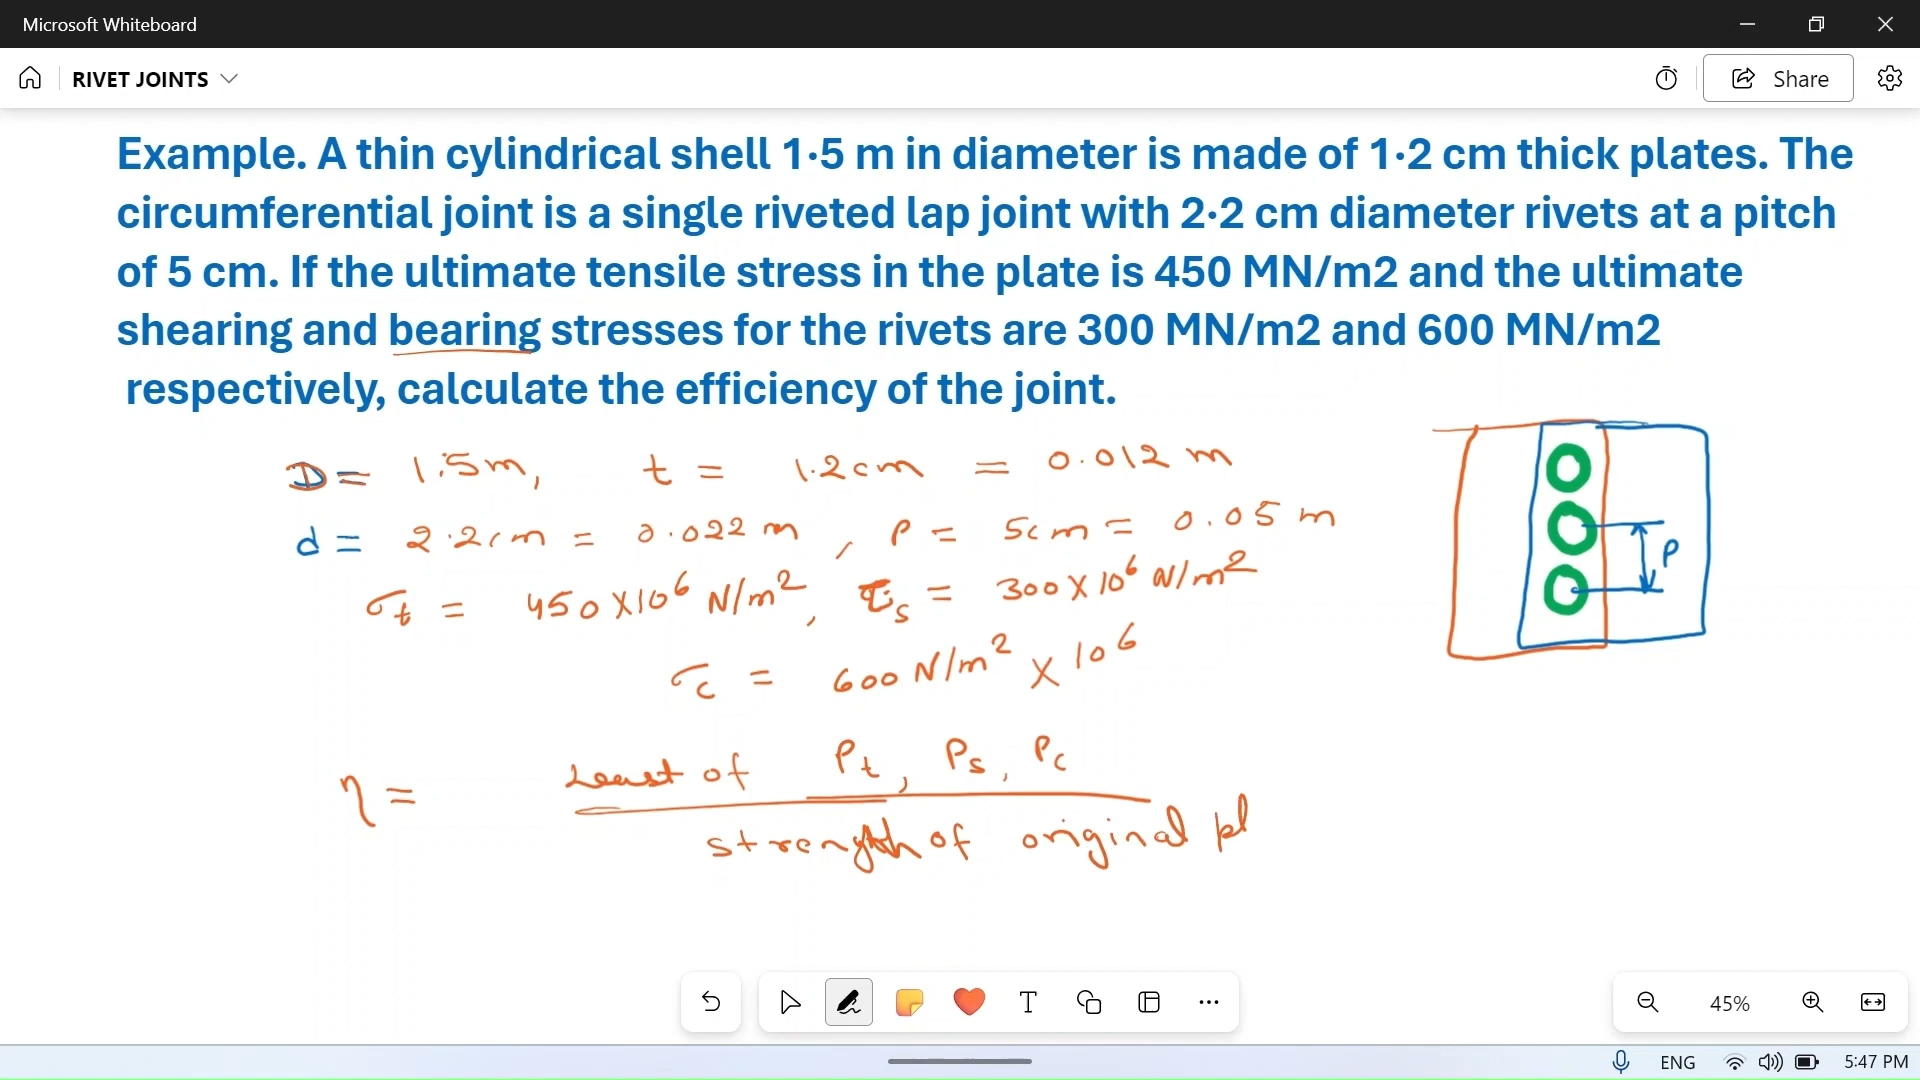 Microsoft Whiteboard
RIVET JOINTS
Share
Example. A thin cylindrical shell 1·5 m in diameter is made of 1·2 cm thick plates. The
circumferential joint is a single riveted lap joint with 2·2 cm diameter rivets at a pitch
of 5 cm. If the ultimate tensile stress in the plate is 450 MN/m2 and the ultimate
shearing and bearing stresses for the rivets are 300 MN/m2 and 600 MN/m2
respectively, calculate the efficiency of the joint.
D = 1.5m, t = 1.2cm = 0.012 m
d = 2.2cm = 0.022 m, P = 5cm = 0.05 m
P
σt = 450 X 10⁶ N/m², τs = 300 X 10⁶ N/m²
σc = 600 N/m² X 10⁶
η = Least of Pt, Ps, Pc
strength of original pl
45%
ENG
5:47 PM